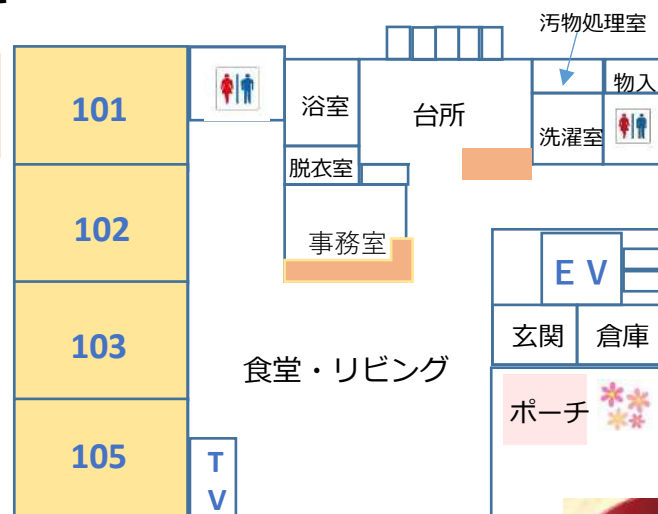 汚物処理室
101
浴室
台所
物入
洗濯室
脱衣室
102
事務室
ＥＶ
103
玄関
倉庫
食堂・リビング
ポーチ
105
T
V